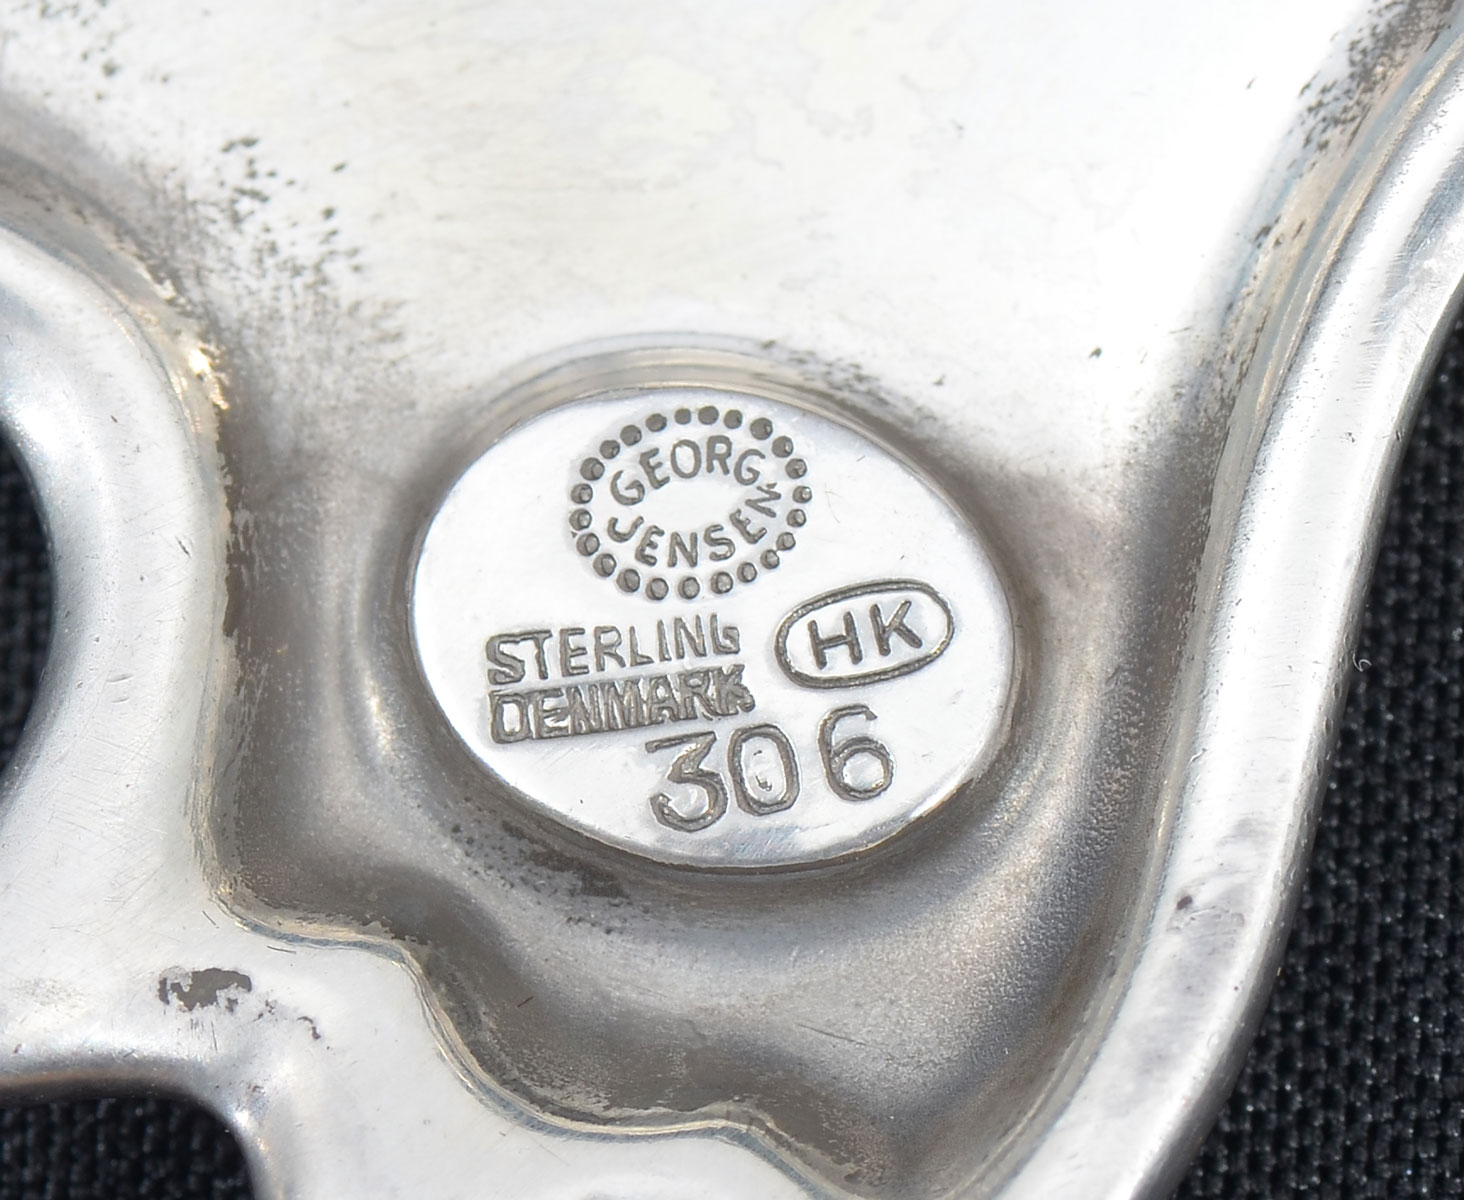 GEORG
JENSEN
STERLING
DENMARK
HK
306